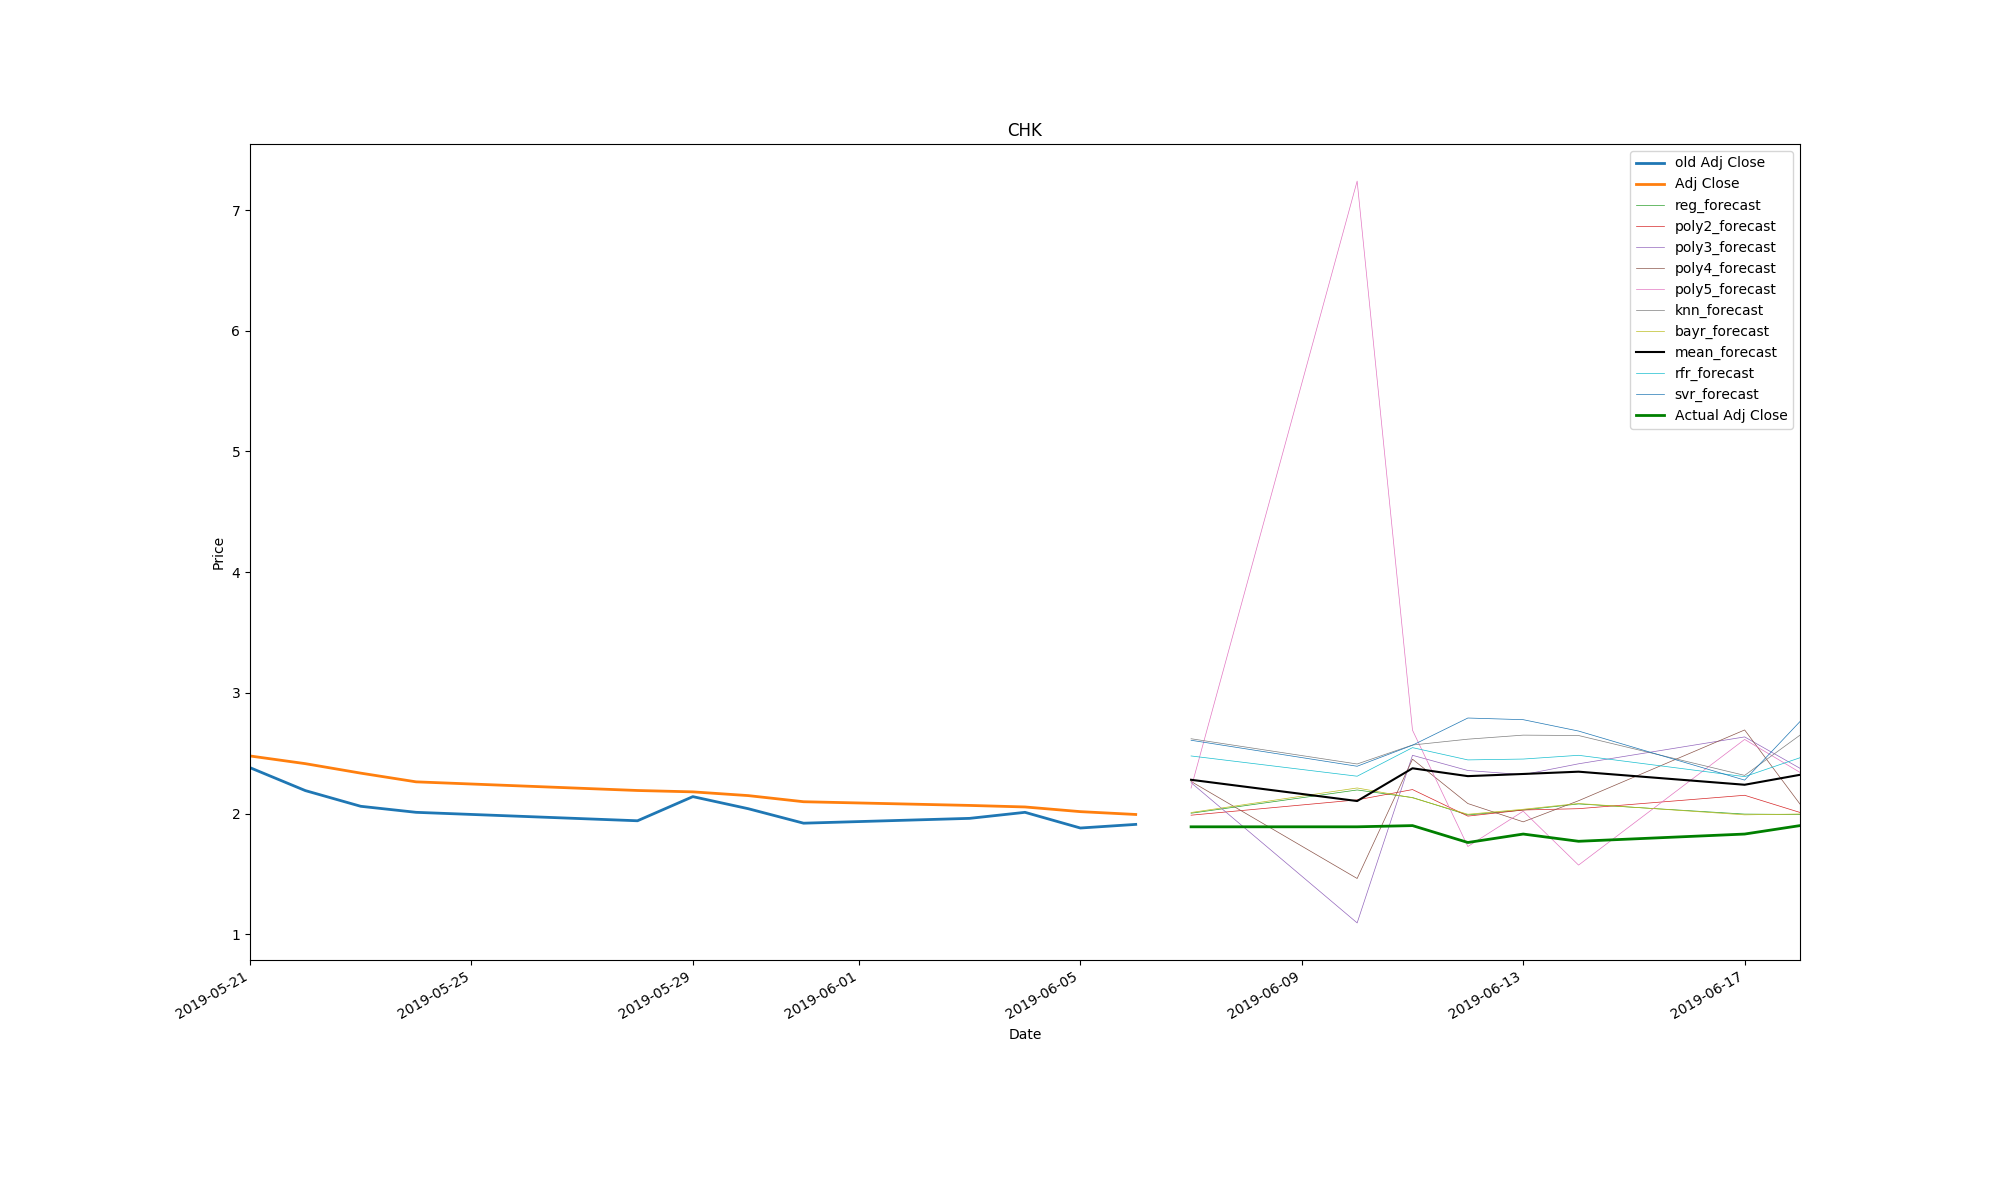 CHK
old Adj Close
Adj Close
reg_forecast
poly2_forecast
poly3_forecast
poly4_forecast
poly5_forecast
knn_forecast
bayr_forecast
mean_forecast
rfr_forecast
svr_forecast
Actual Adj Close
7
6
5
4
3
2
1
Price
2019-05-21
2019-05-25
2019-05-29
2019-06-01
2019-06-05
2019-06-09
2019-06-13
2019-06-17
Date